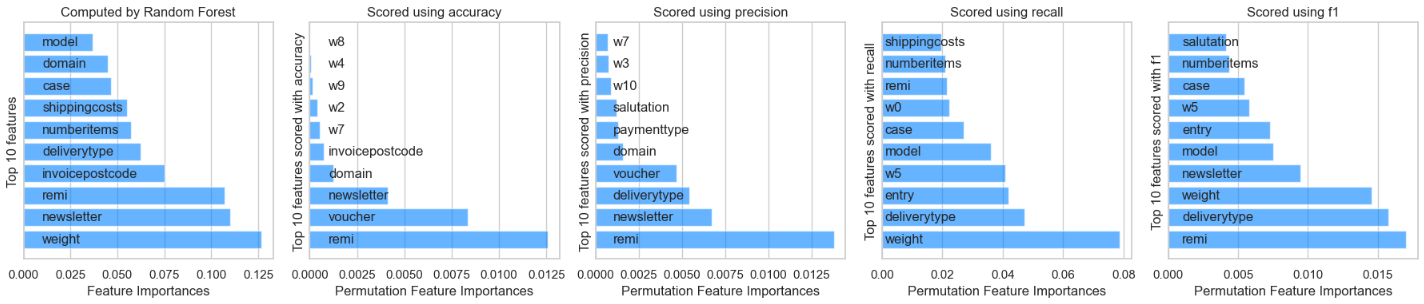 Computed by Random Forest
Top 10 features
model
domain
case
shippingcosts
numberitems
deliverytype
invoicepostcode
remi
newsletter
weight
0.000 0.025 0.050 0.075 0.100 0.125
Feature Importances
Scored using accuracy
Top 10 features scored with accuracy
w8
w4
w9
w2
w7
invoicepostcode
domain
newsletter
voucher
remi
0.0000 0.0025 0.0050 0.0075 0.0100 0.0125
Permutation Feature Importances
Scored using precision
Top 10 features scored with precision
w7
w3
w10
salutation
paymenttype
domain
voucher
deliverytype
newsletter
remi
0.0000 0.0025 0.0050 0.0075 0.0100 0.0125
Permutation Feature Importances
Scored using recall
Top 10 features scored with recall
shippingcosts
numberitems
remi
w0
case
model
w5
entry
deliverytype
weight
0.00 0.02 0.04 0.06 0.08
Permutation Feature Importances
Scored using f1
Top 10 features scored with f1
salutation
numberitems
case
w5
entry
model
newsletter
weight
deliverytype
remi
0.000 0.005 0.010 0.015
Permutation Feature Importances